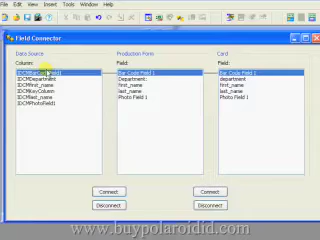 File Edit View Insert Tools Window Help
Field Connector
Data Source Production Form Card
Column: Field: Field:
IDCMBarCodeField1 Bar Code Field 1 Bar Code Field 1
IDCMDepartment Department: department
IDCMfirst_name first_name first_name
IDCMKeyColumn last_name last_name
IDCMlast_name Photo Field 1 Photo Field 1
IDCMPhotoField1
Connect Connect
Disconnect Disconnect
www.buypolaroidid.com